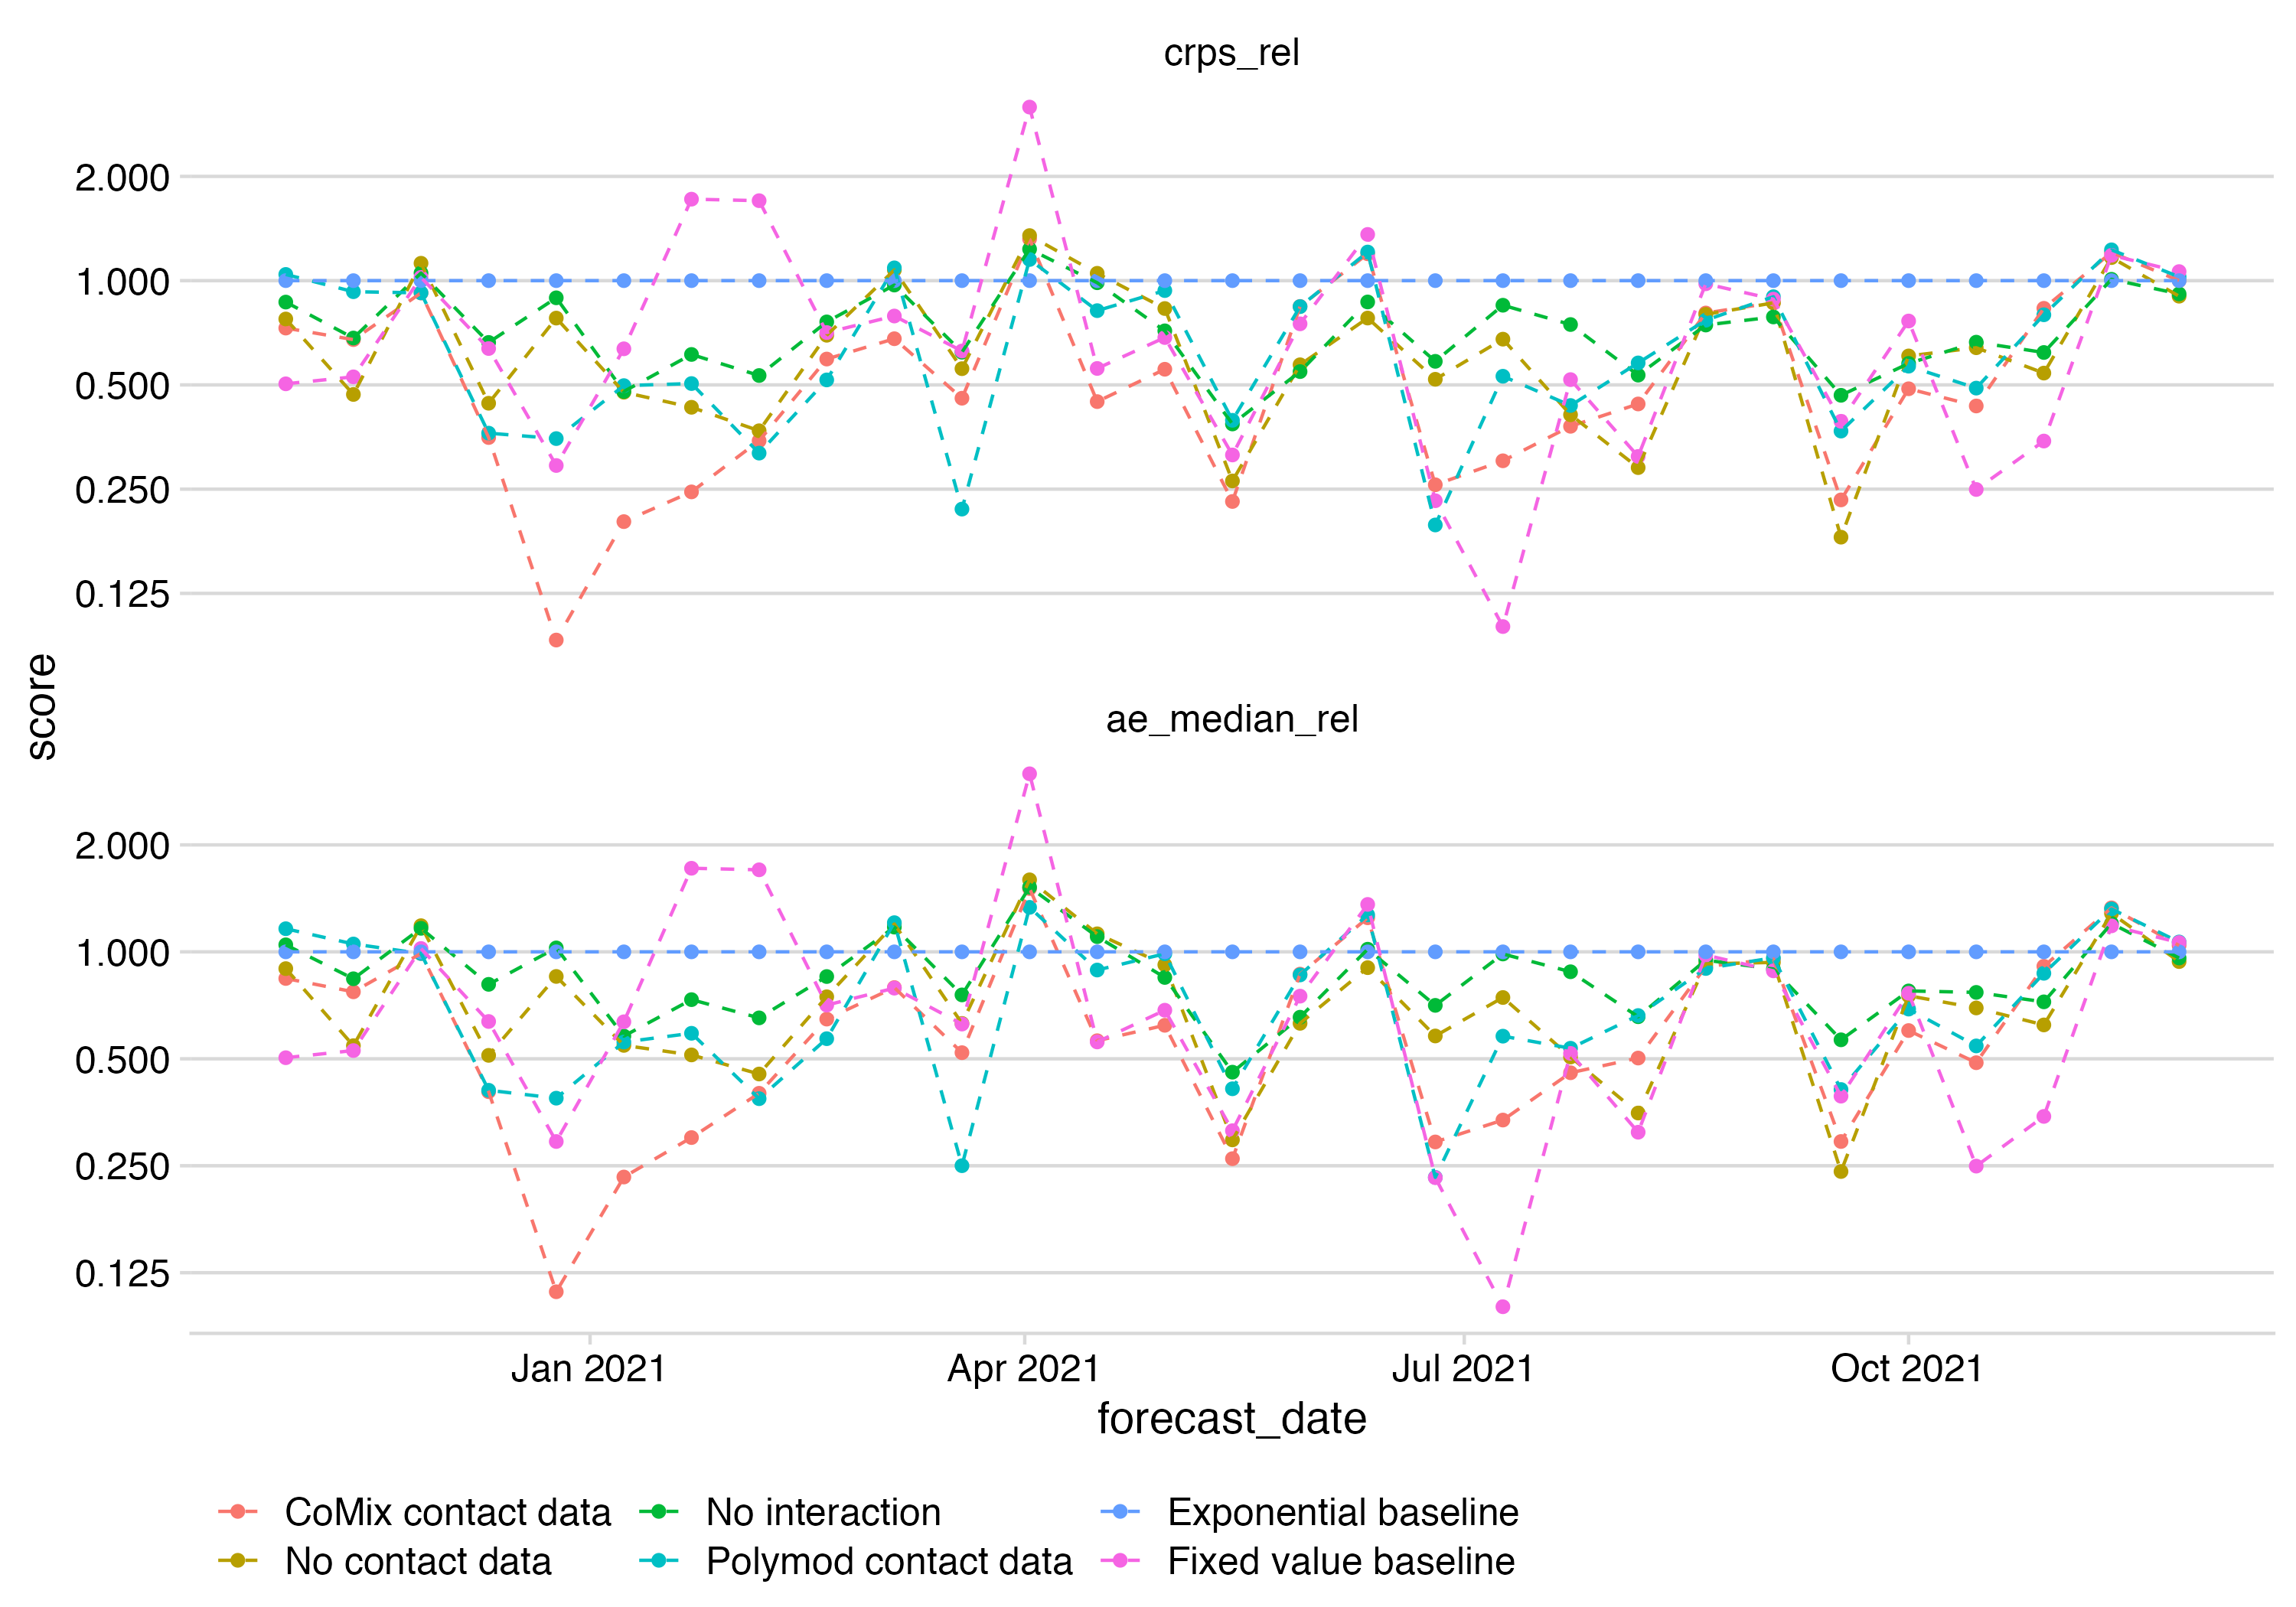 crps_rel
2.000
1.000
0.500
0.250
0.125
score
ae_median_rel
2.000
1.000
0.500
0.250
0.125
Jan 2021 Apr 2021 Jul 2021 Oct 2021
forecast_date
CoMix contact data No interaction Exponential baseline
No contact data Polymod contact data Fixed value baseline